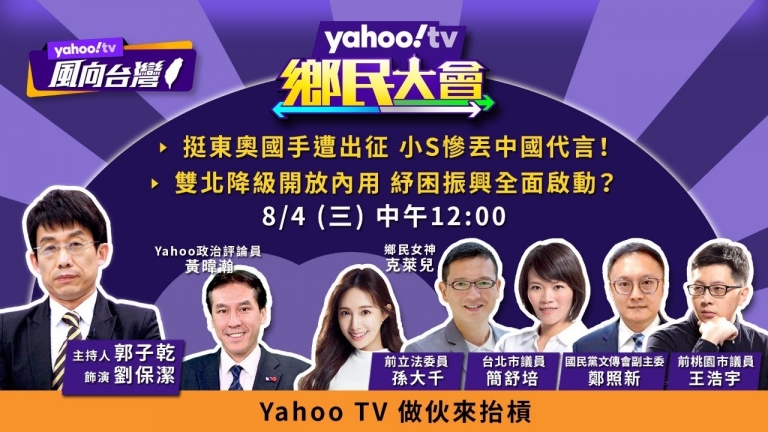 yahoo!tv
風向台灣
yahoo!tv
鄉民大會
挺東奧國手遭出征 小S慘丟中國代言!
雙北降級開放內用 紓困振興全面啟動?
8/4 (三) 中午12:00
主持人 郭子乾
飾演 劉保潔
Yahoo政治評論員
黃暐瀚
鄉民女神
克萊兒
前立法委員
孫大千
台北市議員
簡舒培
國民黨文傳會副主委
鄭照新
前桃園市議員
王浩宇
Yahoo TV 做伙來抬槓